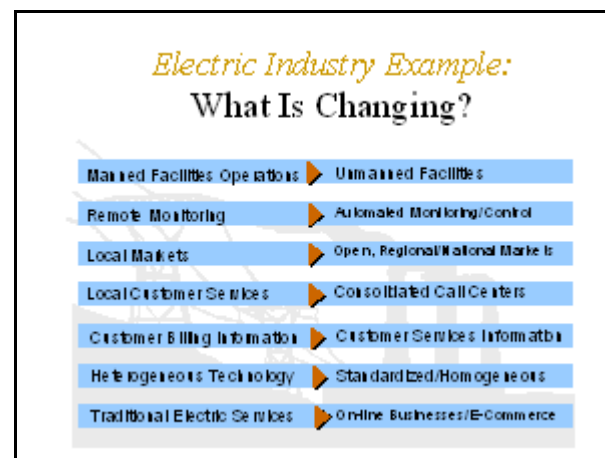 Electric Industry Example:
What Is Changing?
Manned Facilities Operations Unmanned Facilities
Remote Monitoring Automated Monitoring/Control
Local Markets Open, Regional/National Markets
Local Customer Services Consolidated Call Centers
Customer Billing Information Customer Services Information
Heterogeneous Technology Standardized/Homogeneous
Traditional Electric Services On-line Businesses/E-Commerce